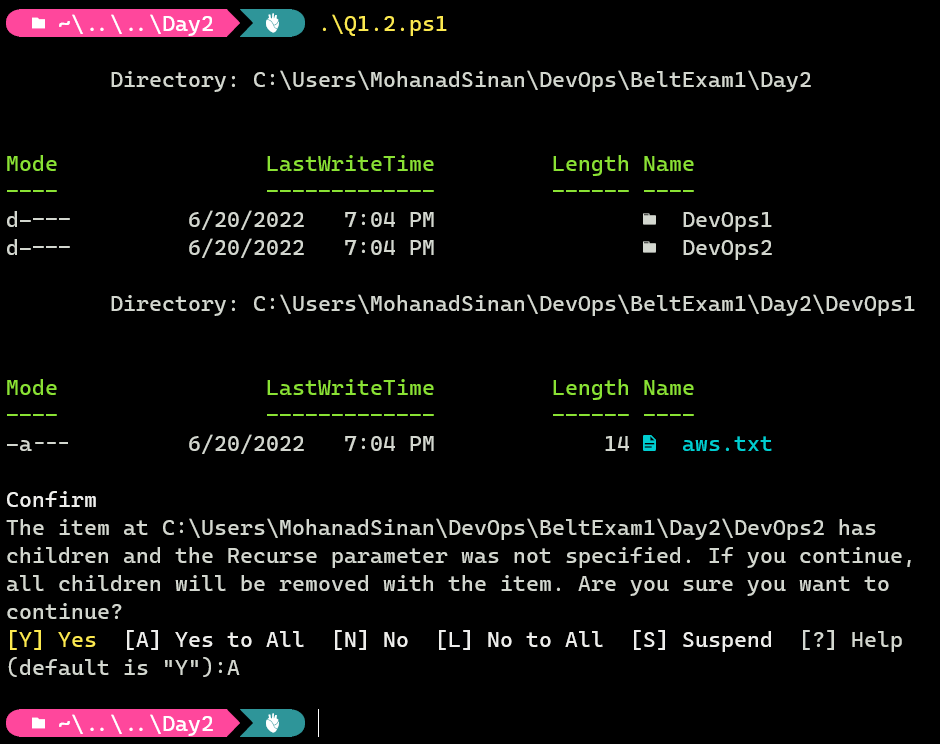 ~\..\..\Day2 .\Q1.2.ps1
Directory: C:\Users\MohanadSinan\DevOps\BeltExam1\Day2
Mode LastWriteTime Length Name
---- ------------- ------ ----
d---- 6/20/2022 7:04 PM DevOps1
d---- 6/20/2022 7:04 PM DevOps2
Directory: C:\Users\MohanadSinan\DevOps\BeltExam1\Day2\DevOps1
Mode LastWriteTime Length Name
---- ------------- ------ ----
-a--- 6/20/2022 7:04 PM 14 aws.txt
Confirm
The item at C:\Users\MohanadSinan\DevOps\BeltExam1\Day2\DevOps2 has
children and the Recurse parameter was not specified. If you continue,
all children will be removed with the item. Are you sure you want to
continue?
[Y] Yes [A] Yes to All [N] No [L] No to All [S] Suspend [?] Help
(default is "Y"):A
~\..\..\Day2